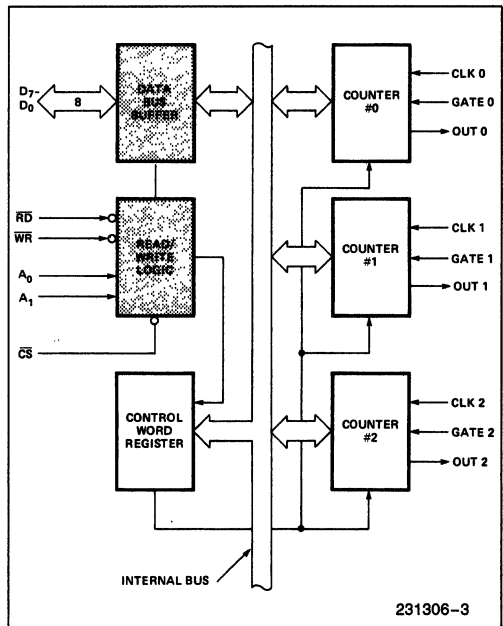 D7-
D0
8
DATA
BUS
BUFFER
RD
WR
A0
A1
CS
READ/
WRITE
LOGIC
CONTROL
WORD
REGISTER
INTERNAL BUS
COUNTER
#0
CLK 0
GATE 0
OUT 0
COUNTER
#1
CLK 1
GATE 1
OUT 1
COUNTER
#2
CLK 2
GATE 2
OUT 2
231306-3